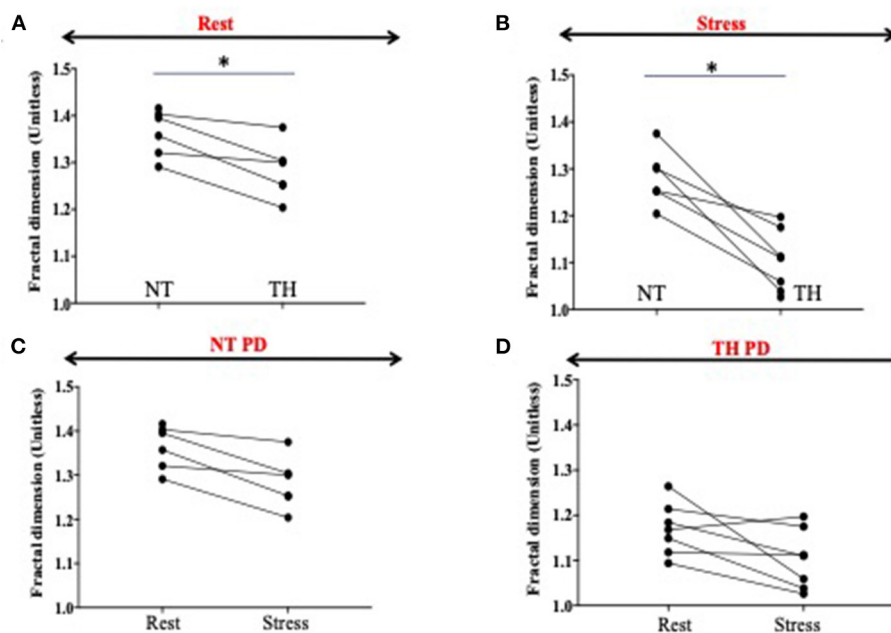 A
Rest
*
Fractal dimension (Unitless)
1.5
1.4
1.3
1.2
1.1
1.0
NT TH
B
Stress
*
Fractal dimension (Unitless)
1.5
1.4
1.3
1.2
1.1
1.0
NT TH
C
NT PD
Fractal dimension (Unitless)
1.5
1.4
1.3
1.2
1.1
1.0
Rest Stress
D
TH PD
Fractal dimension (Unitless)
1.5
1.4
1.3
1.2
1.1
1.0
Rest Stress